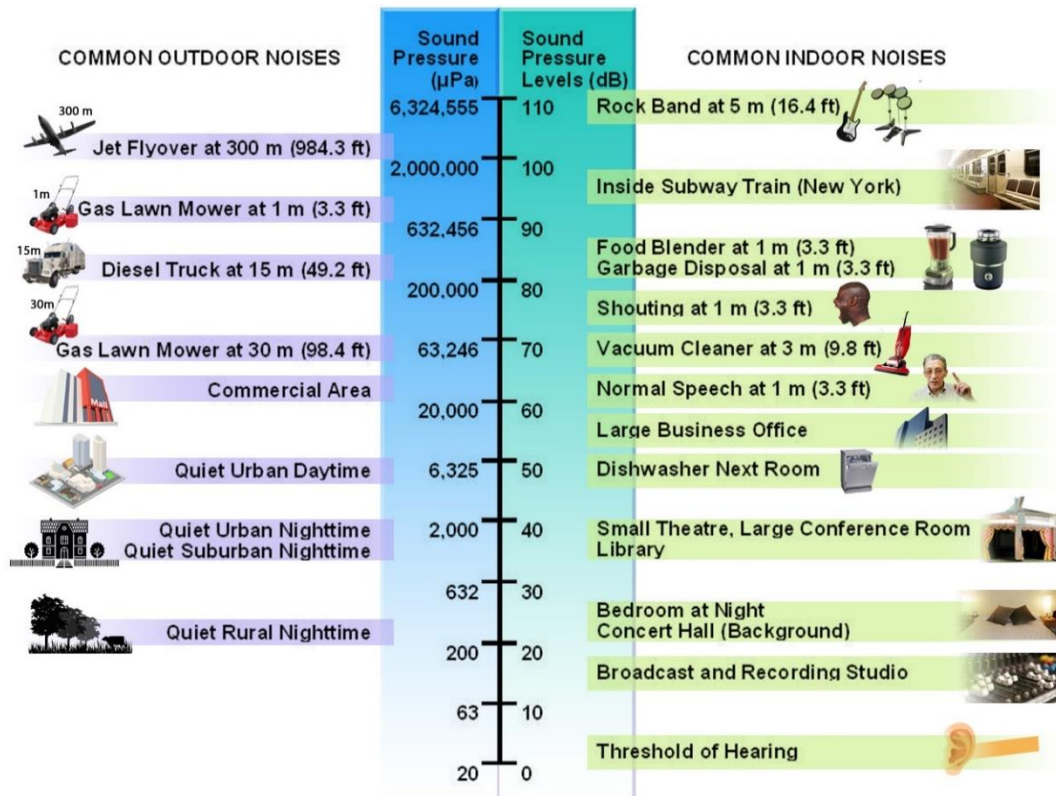 COMMON OUTDOOR NOISES
Sound
Pressure
(µPa)
Sound
Pressure
Levels (dB)
COMMON INDOOR NOISES
300 m
Jet Flyover at 300 m (984.3 ft)
1m
Gas Lawn Mower at 1 m (3.3 ft)
15m
Diesel Truck at 15 m (49.2 ft)
30m
Gas Lawn Mower at 30 m (98.4 ft)
Mall
Commercial Area
Quiet Urban Daytime
Quiet Urban Nighttime
Quiet Suburban Nighttime
Quiet Rural Nighttime
6,324,555 110
2,000,000 100
632,456 90
200,000 80
63,246 70
20,000 60
6,325 50
2,000 40
632 30
200 20
63 10
20 0
Rock Band at 5 m (16.4 ft)
Inside Subway Train (New York)
Food Blender at 1 m (3.3 ft)
Garbage Disposal at 1 m (3.3 ft)
Shouting at 1 m (3.3 ft)
Vacuum Cleaner at 3 m (9.8 ft)
Normal Speech at 1 m (3.3 ft)
Large Business Office
Dishwasher Next Room
Small Theatre, Large Conference Room
Library
Bedroom at Night
Concert Hall (Background)
Broadcast and Recording Studio
Threshold of Hearing